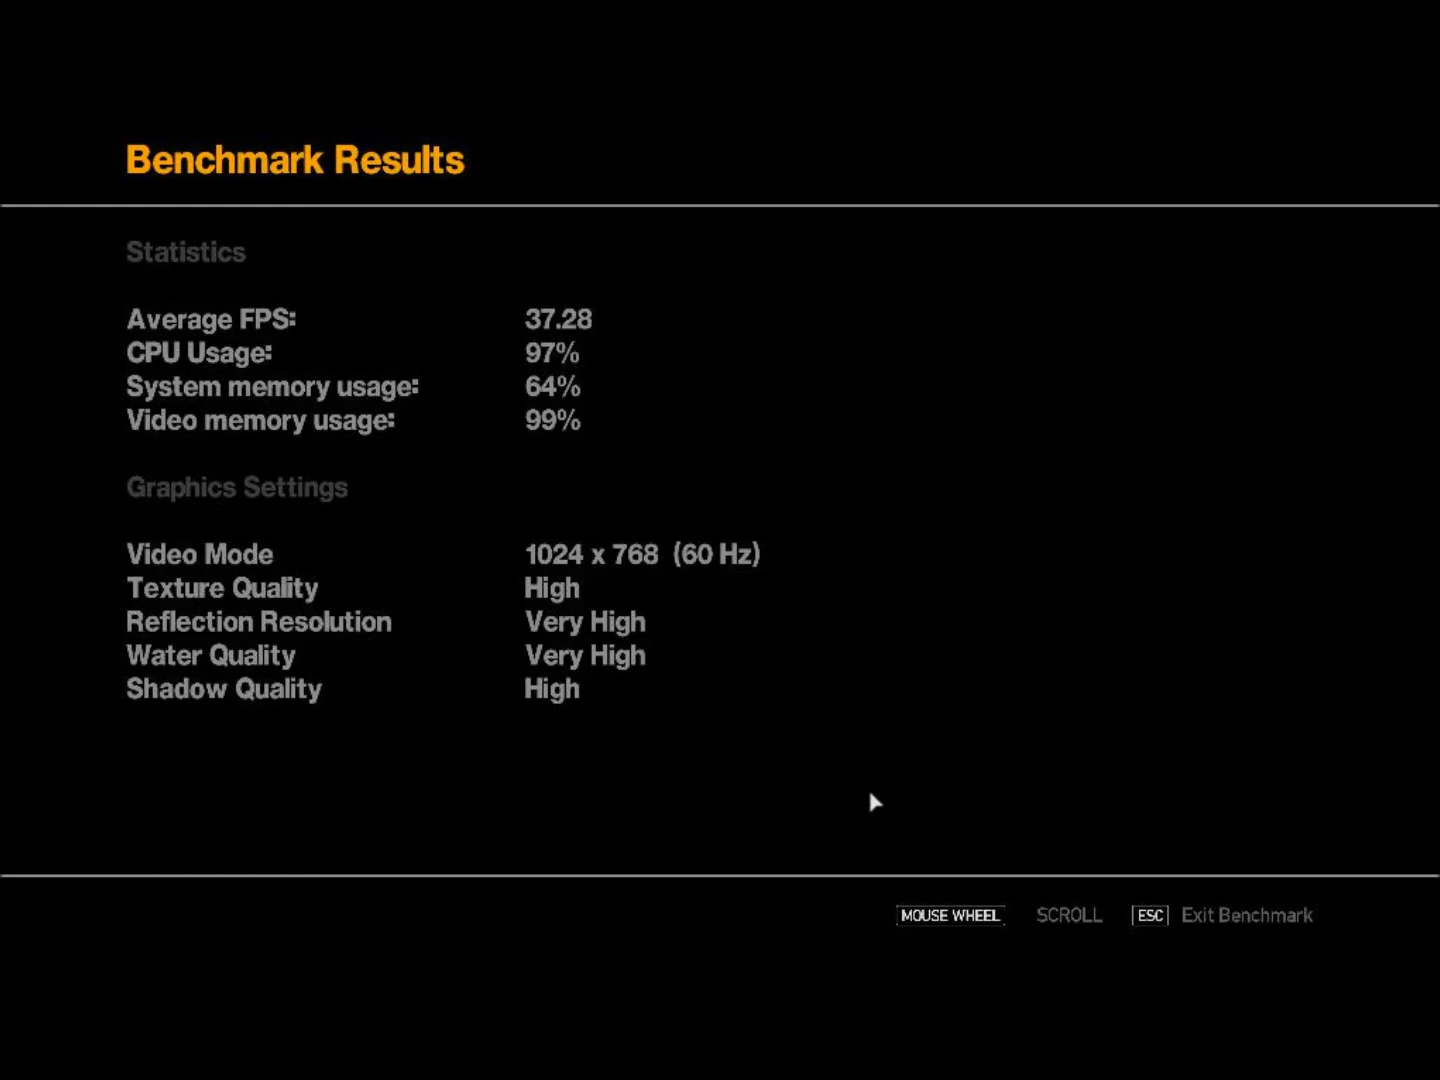 Benchmark Results
Statistics
Average FPS: 37.28
CPU Usage: 97%
System memory usage: 64%
Video memory usage: 99%
Graphics Settings
Video Mode 1024 x 768 (60 Hz)
Texture Quality High
Reflection Resolution Very High
Water Quality Very High
Shadow Quality High
MOUSE WHEEL SCROLL ESC Exit Benchmark